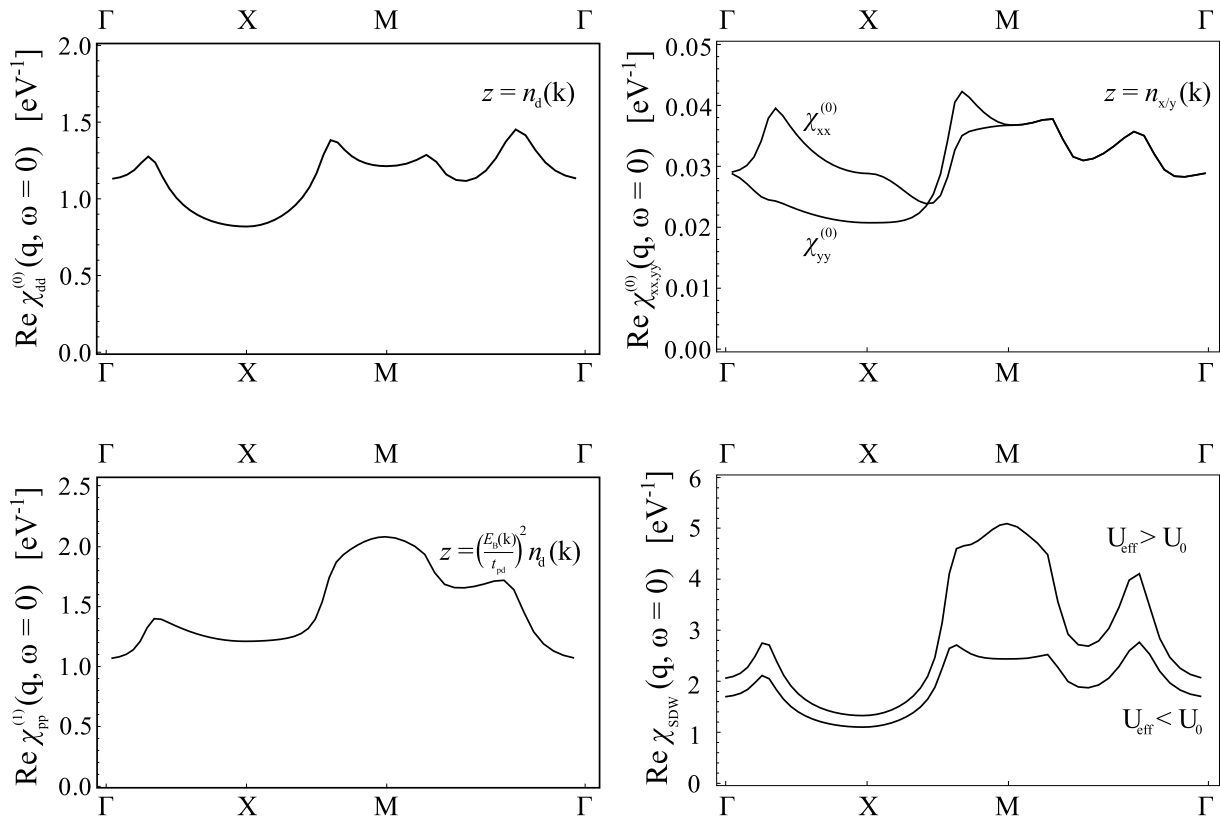 Γ X M Γ
Re χ_dd^(0) (q, ω = 0) [eV^-1]
2.0
1.5
1.0
0.5
0.0
z = n_d(k)
Γ X M Γ
Γ X M Γ
Re χ_xx,yy^(0) (q, ω = 0) [eV^-1]
0.05
0.04
0.03
0.02
0.01
0.00
z = n_x/y(k)
χ_xx^(0)
χ_yy^(0)
Γ X M Γ
Γ X M Γ
Re χ_pp^(1) (q, ω = 0) [eV^-1]
2.5
2.0
1.5
1.0
0.5
0.0
z = (E_B(k)/t_pd)^2 n_d(k)
Γ X M Γ
Γ X M Γ
Re χ_SDW (q, ω = 0) [eV^-1]
6
5
4
3
2
1
0
U_eff > U_0
U_eff < U_0
Γ X M Γ